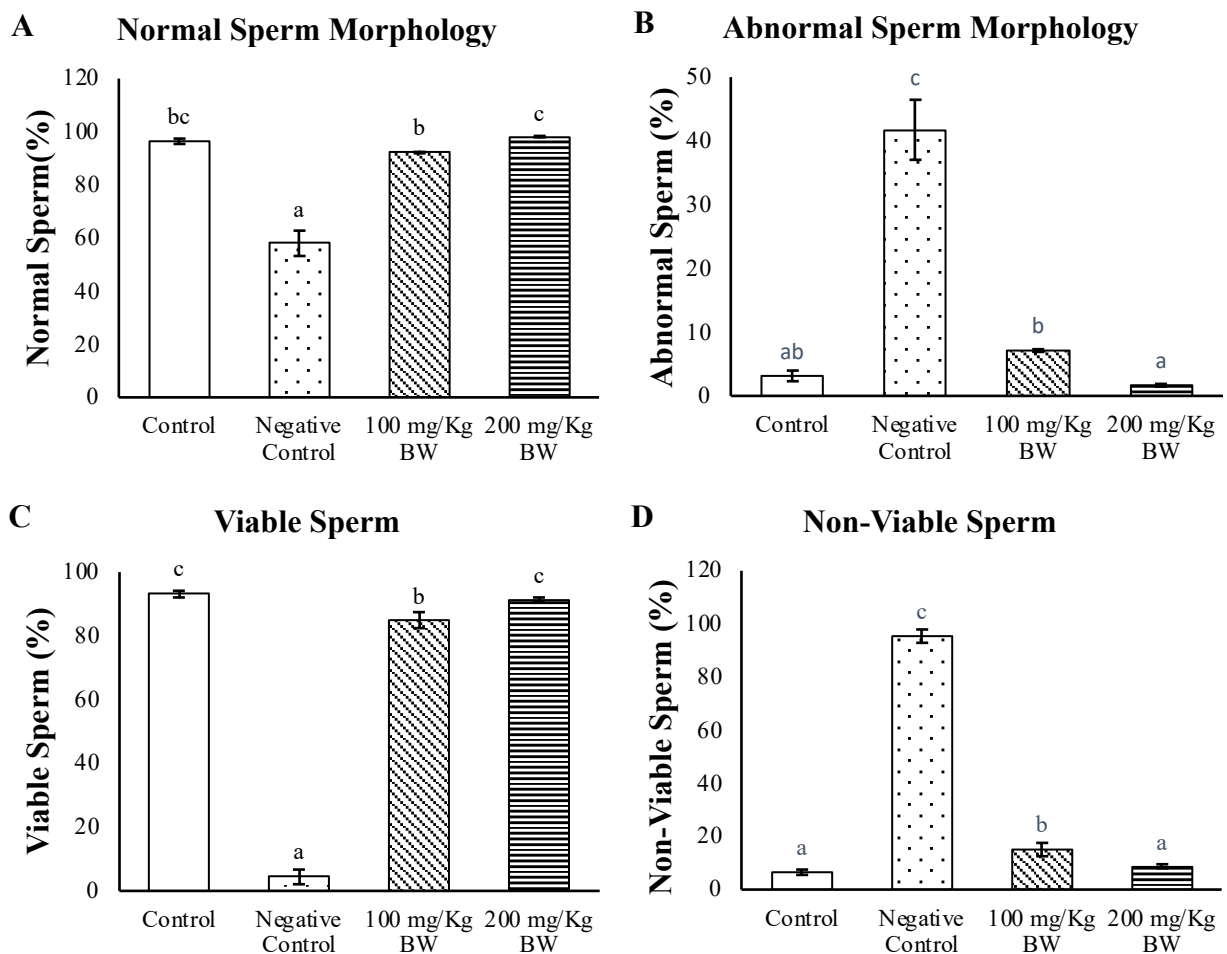 A
Normal Sperm Morphology
Normal Sperm(%)
120
100
80
60
40
20
0
bc
a
b
c
Control
Negative
Control
100 mg/Kg
BW
200 mg/Kg
BW
B
Abnormal Sperm Morphology
Abnormal Sperm (%)
50
40
30
20
10
0
ab
c
b
a
Control
Negative
Control
100 mg/Kg
BW
200 mg/Kg
BW
C
Viable Sperm
Viable Sperm (%)
100
80
60
40
20
0
c
a
b
c
Control
Negative
Control
100 mg/Kg
BW
200 mg/Kg
BW
D
Non-Viable Sperm
Non-Viable Sperm (%)
120
100
80
60
40
20
0
a
c
b
a
Control
Negative
Control
100 mg/Kg
BW
200 mg/Kg
BW